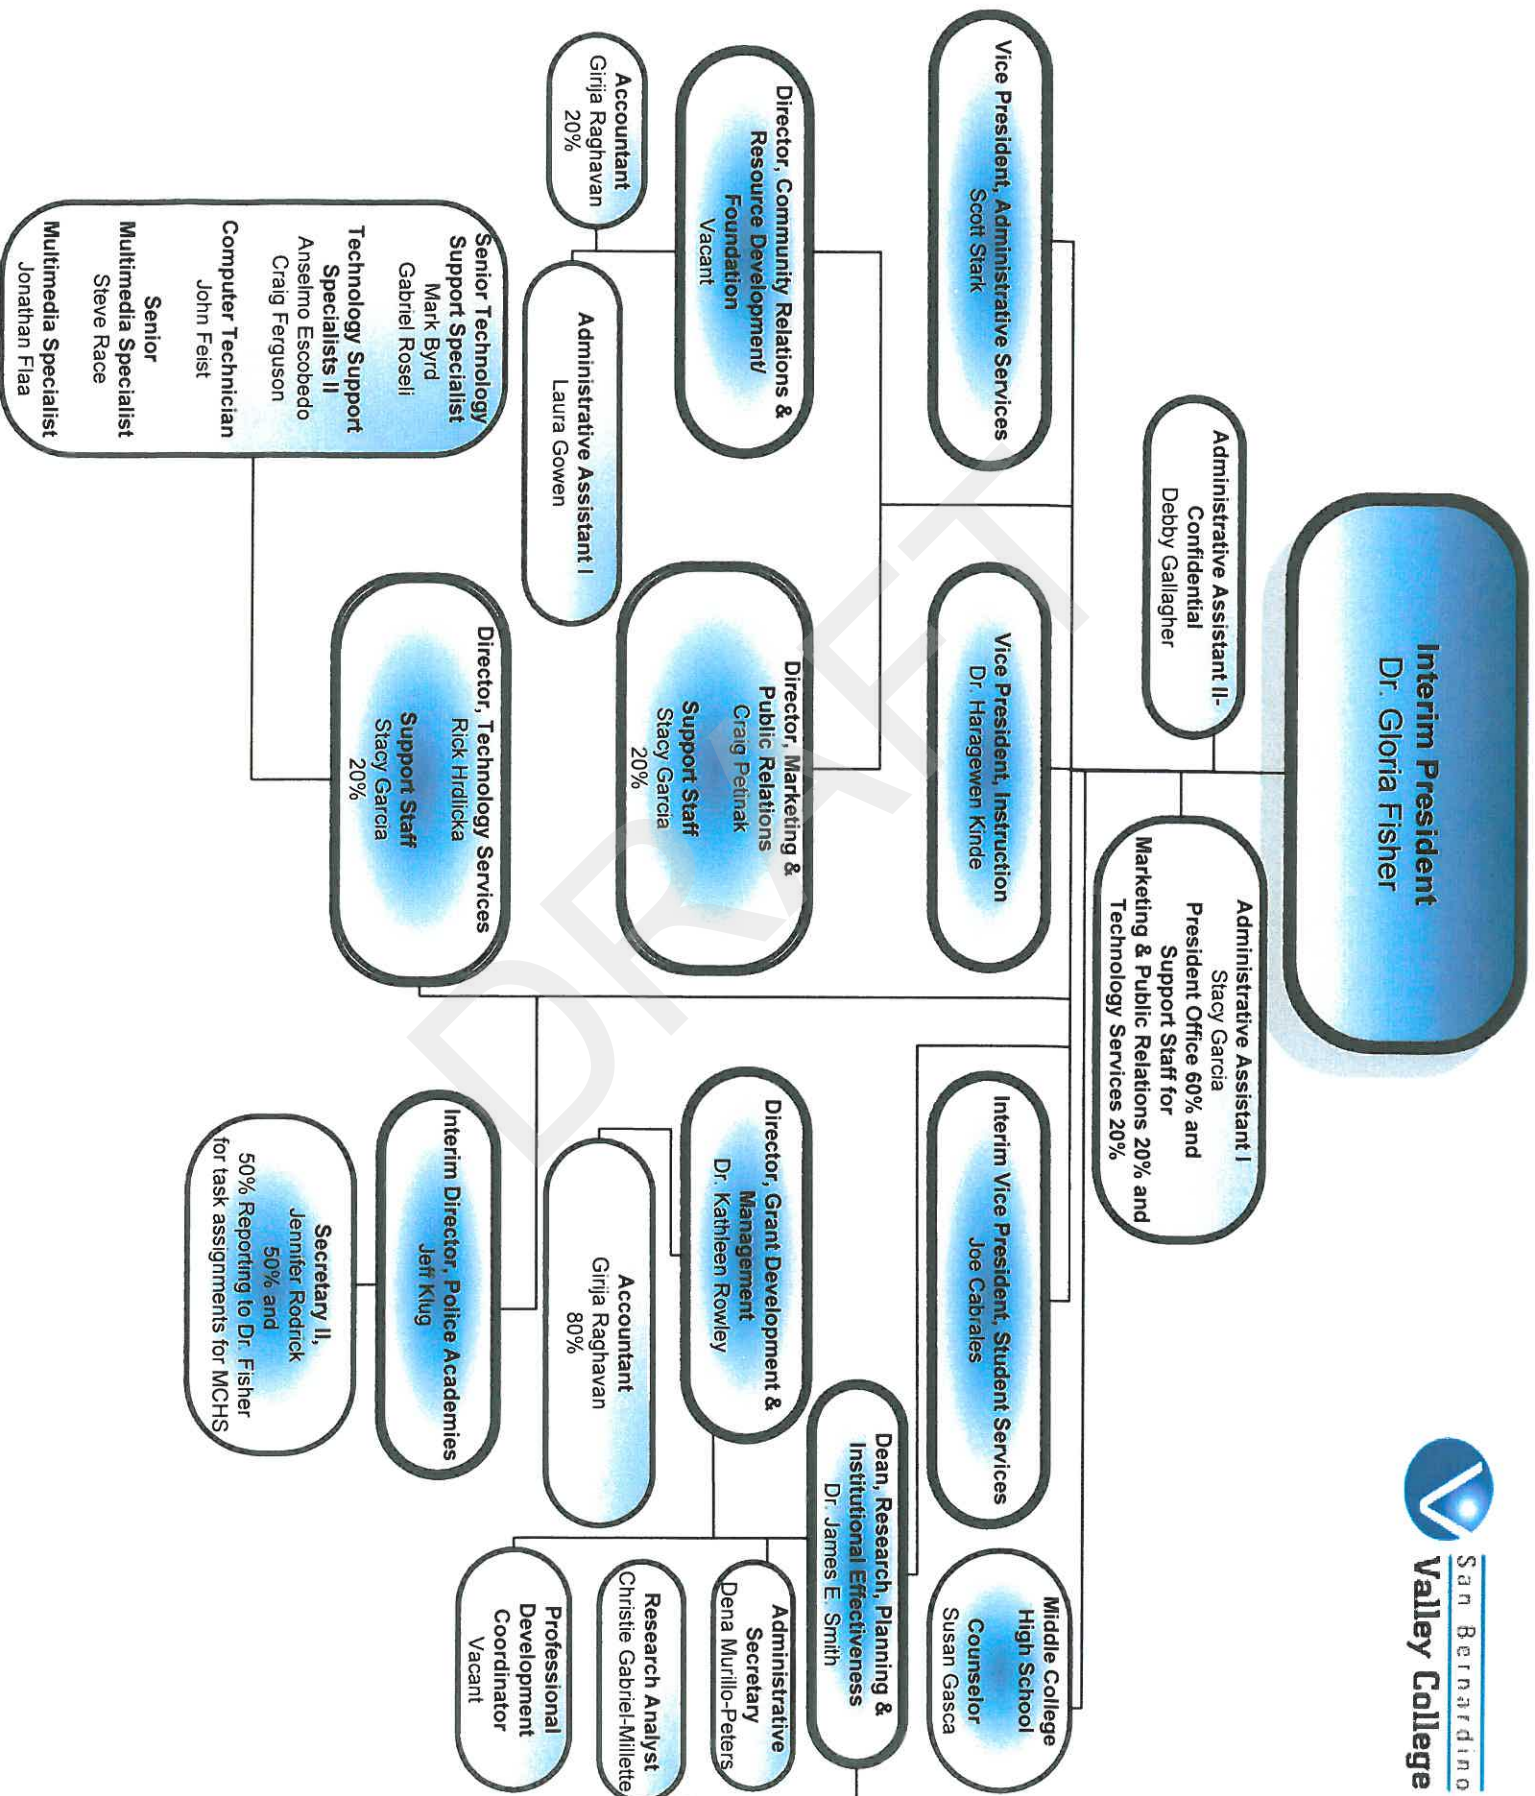 San Bernardino
Valley College
Interim President
Dr. Gloria Fisher
Administrative Assistant II-
Confidential
Debby Gallagher
Administrative Assistant I
Stacy Garcia
President Office 60% and
Support Staff for
Marketing & Public Relations 20% and
Technology Services 20%
Vice President, Administrative Services
Scott Stark
Vice President, Instruction
Dr. Haragewen Kinde
Interim Vice President, Student Services
Joe Cabrales
Middle College
High School
Counselor
Susan Gasca
Director, Community Relations &
Resource Development/
Foundation
Vacant
Director, Marketing &
Public Relations
Craig Petinak
Support Staff
Stacy Garcia
20%
Director, Grant Development &
Management
Dr. Kathleen Rowley
Dean, Research, Planning &
Institutional Effectiveness
Dr. James E. Smith
Accountant
Girija Raghavan
20%
Administrative Assistant I
Laura Gowen
Accountant
Girija Raghavan
80%
Administrative
Secretary
Dena Murillo-Peters
Research Analyst
Christie Gabriel-Millette
Professional
Development
Coordinator
Vacant
Senior Technology
Support Specialist
Mark Byrd
Gabriel Roseli
Technology Support
Specialists II
Anselmo Escobedo
Craig Ferguson
Computer Technician
John Feist
Senior
Multimedia Specialist
Steve Race
Multimedia Specialist
Jonathan Flaa
Director, Technology Services
Rick Hrdlicka
Support Staff
Stacy Garcia
20%
Interim Director, Police Academies
Jeff Klug
Secretary II,
Jennifer Rodrick
50% and
50% Reporting to Dr. Fisher
for task assignments for MCHS
DRAFT